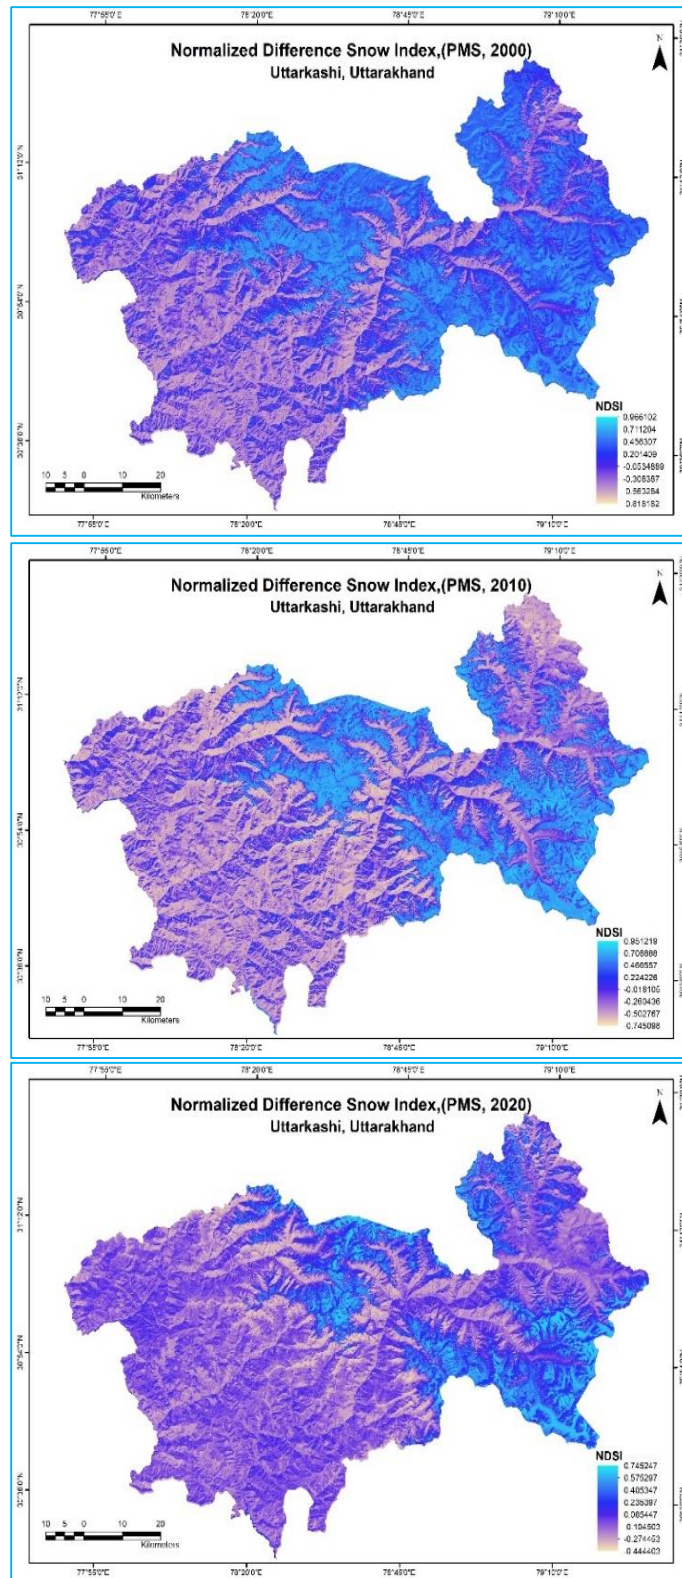 77°55'0"E 78°20'0"E 78°45'0"E 79°10'0"E
Normalized Difference Snow Index,(PMS, 2000)
Uttarkashi, Uttarakhand
N
NDSI
0.966102
0.711204
0.456307
0.201409
-0.0534889
-0.308387
0.563284
0.818182
10 5 0 10 20
Kilometers
77°55'0"E 78°20'0"E 78°45'0"E 79°10'0"E
77°55'0"E 78°20'0"E 78°45'0"E 79°10'0"E
Normalized Difference Snow Index,(PMS, 2010)
Uttarkashi, Uttarakhand
N
NDSI
0.951219
0.708888
0.466557
0.224226
-0.018105
-0.260436
-0.502767
-0.745098
10 5 0 10 20
Kilometers
77°55'0"E 78°20'0"E 78°45'0"E 79°10'0"E
77°55'0"E 78°20'0"E 78°45'0"E 79°10'0"E
Normalized Difference Snow Index,(PMS, 2020)
Uttarkashi, Uttarakhand
N
31°12'0"N
NDSI
0.745247
0.575297
0.405347
0.235397
0.065447
0.104503
-0.274453
-0.444403
10 5 0 10 20
Kilometers
77°55'0"E 78°20'0"E 78°45'0"E 79°10'0"E